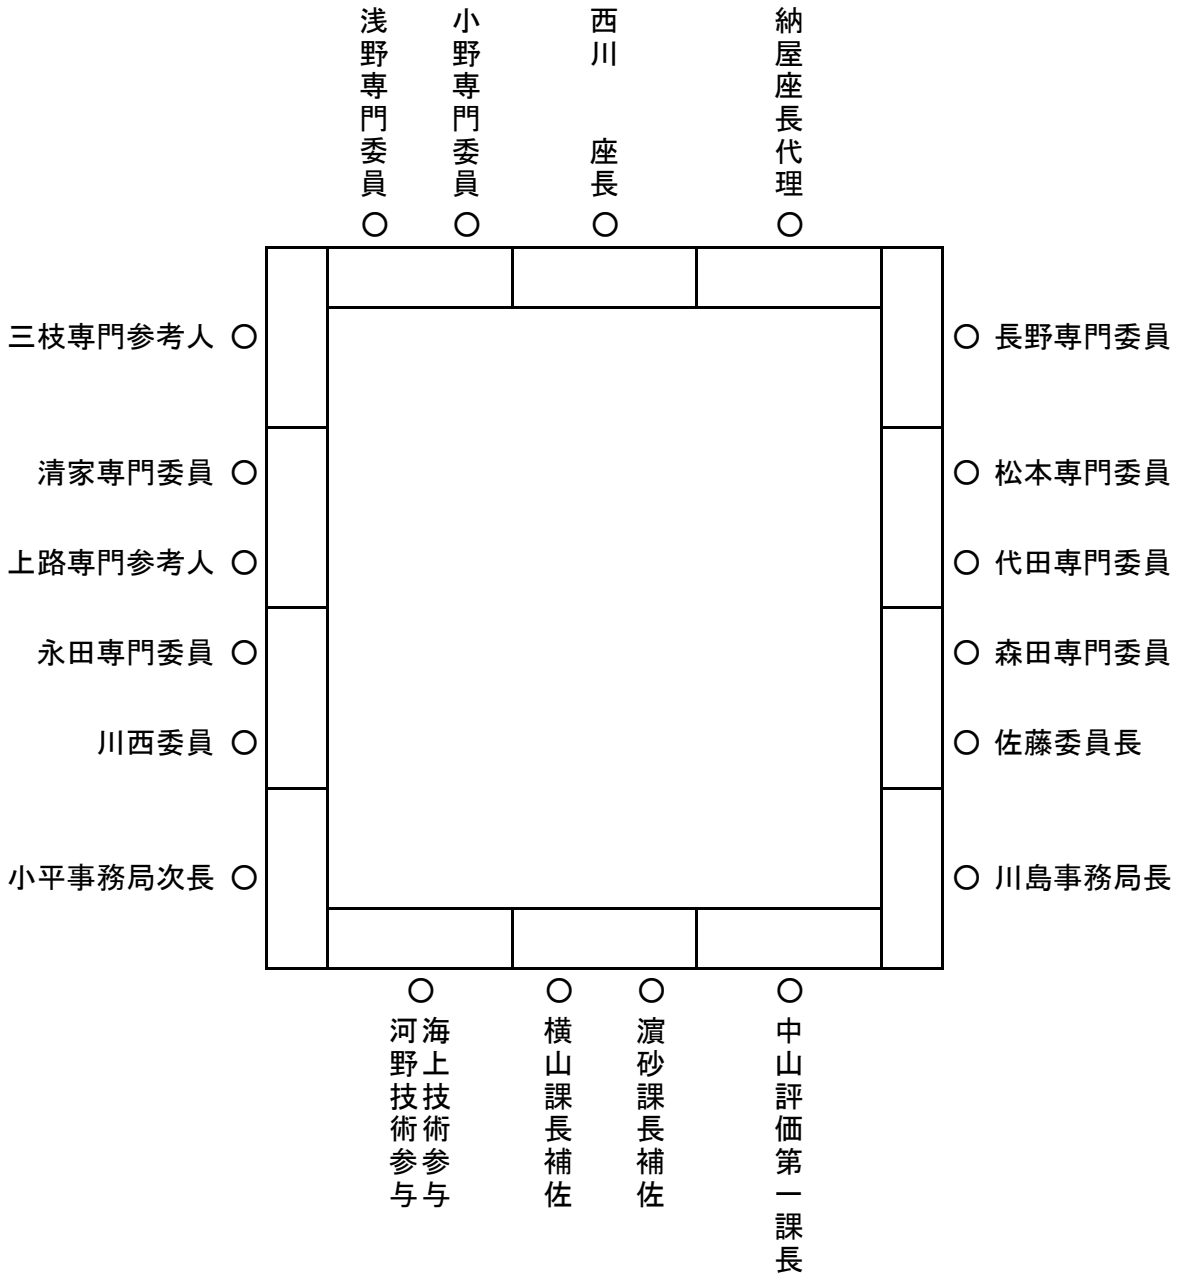 浅野専門委員
小野専門委員
西川 座長
納屋座長代理
三枝専門参考人
長野専門委員
清家専門委員
松本専門委員
上路専門参考人
代田専門委員
永田専門委員
森田専門委員
川西委員
佐藤委員長
小平事務局次長
川島事務局長
海上技術参与
河野技術参与
横山課長補佐
濵砂課長補佐
中山評価第一課長